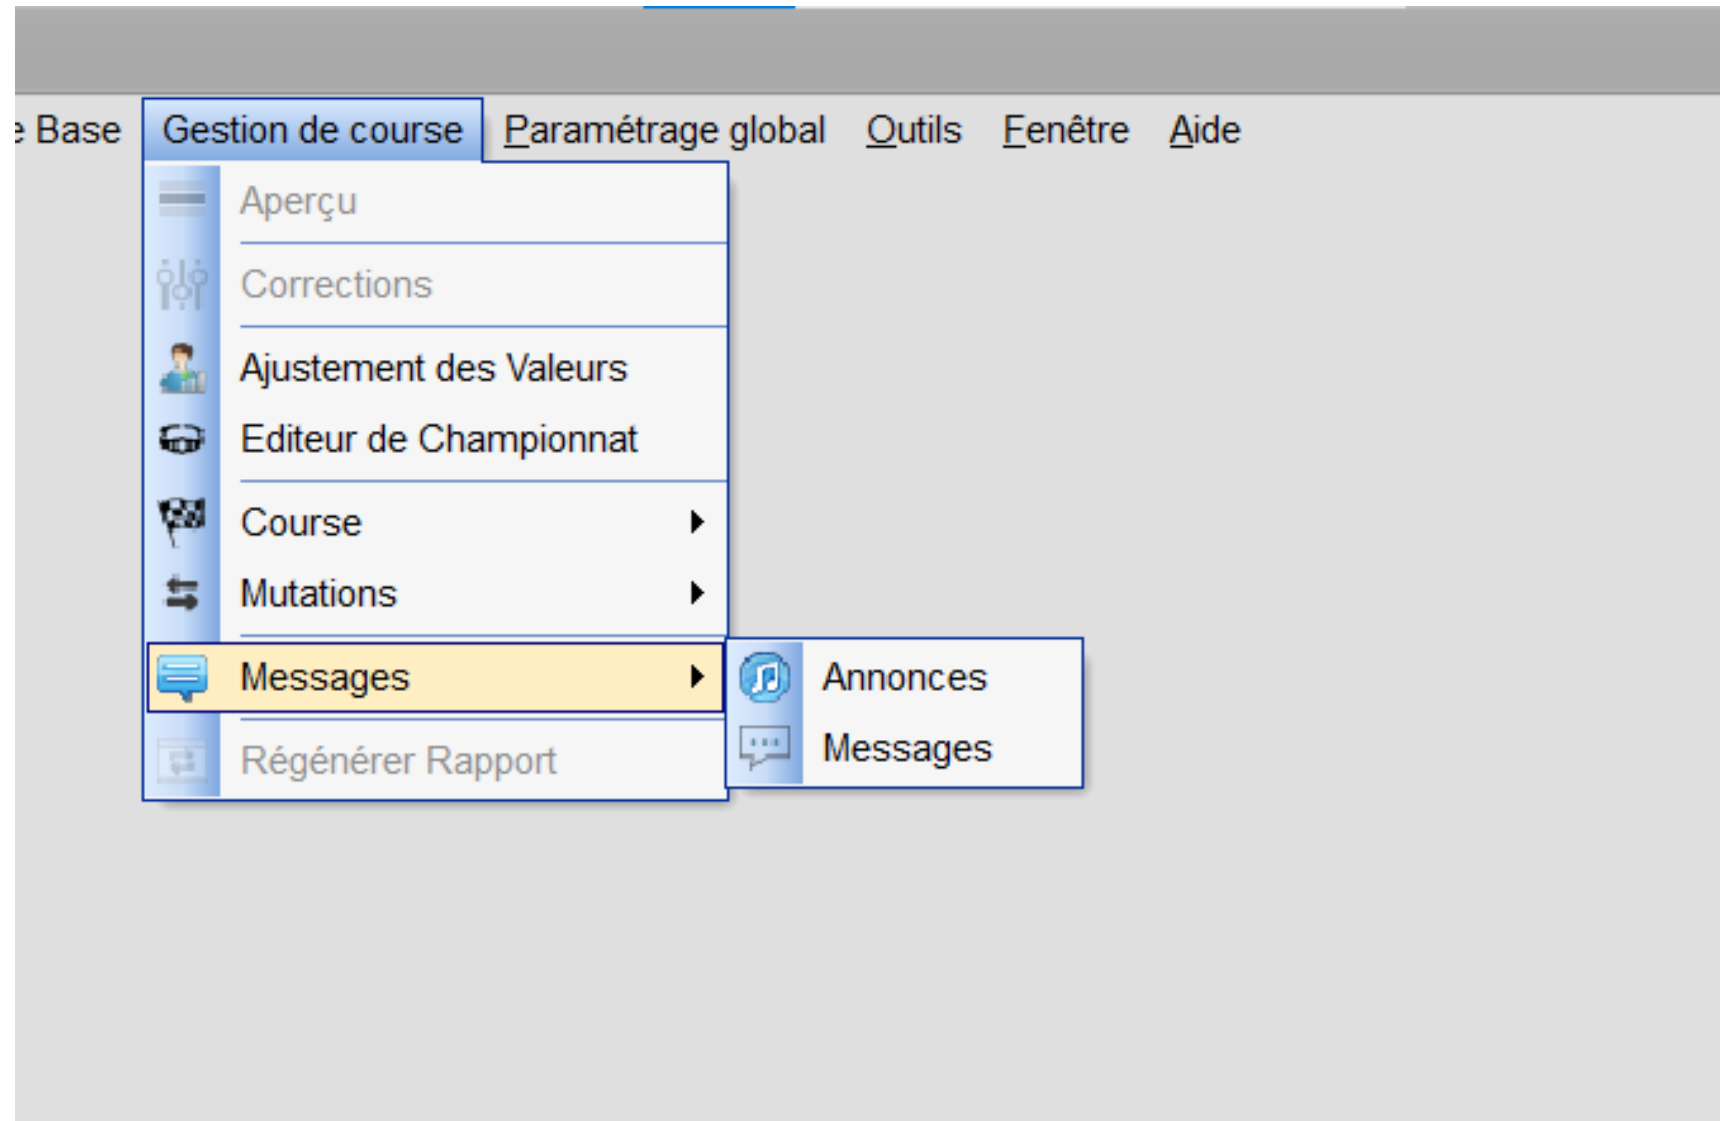 Base Gestion de course Paramétrage global Outils Fenêtre Aide
Aperçu
Corrections
Ajustement des Valeurs
Editeur de Championnat
Course
Mutations
Messages
Annonces
Messages
Régénérer Rapport